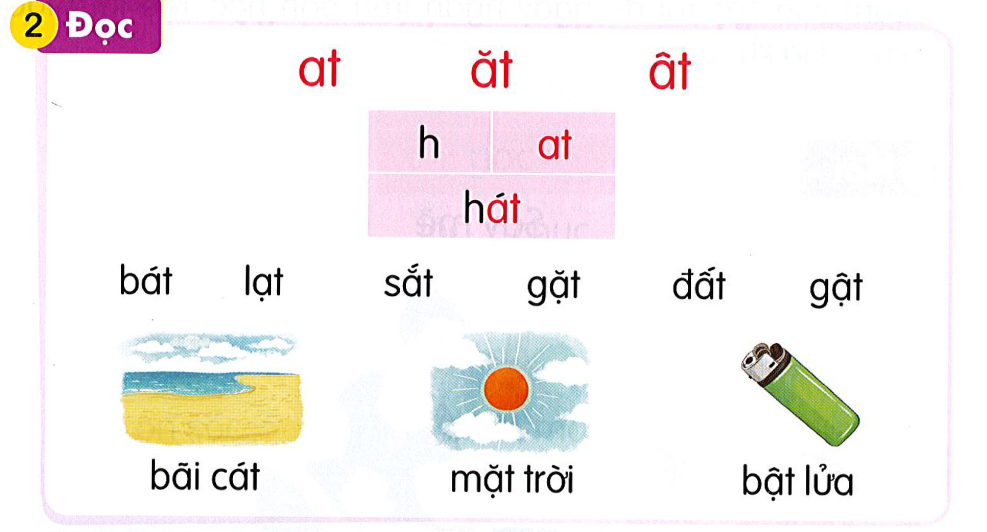 2 Đọc
at ăt ât
h at
hát
bát lạt sắt gặt đất gật
bãi cát mặt trời bật lửa